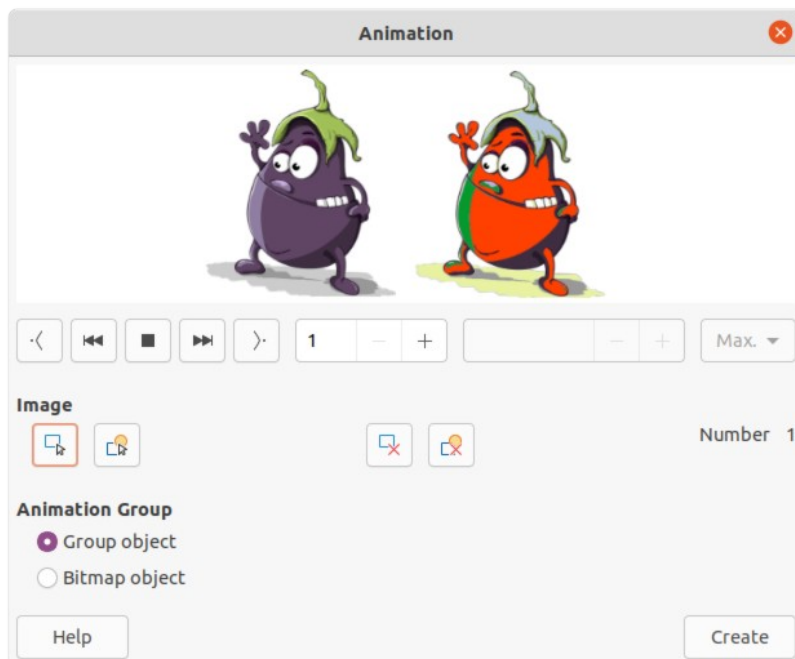 Animation
1
Max.
Image
Number 1
Animation Group
Group object
Bitmap object
Help
Create